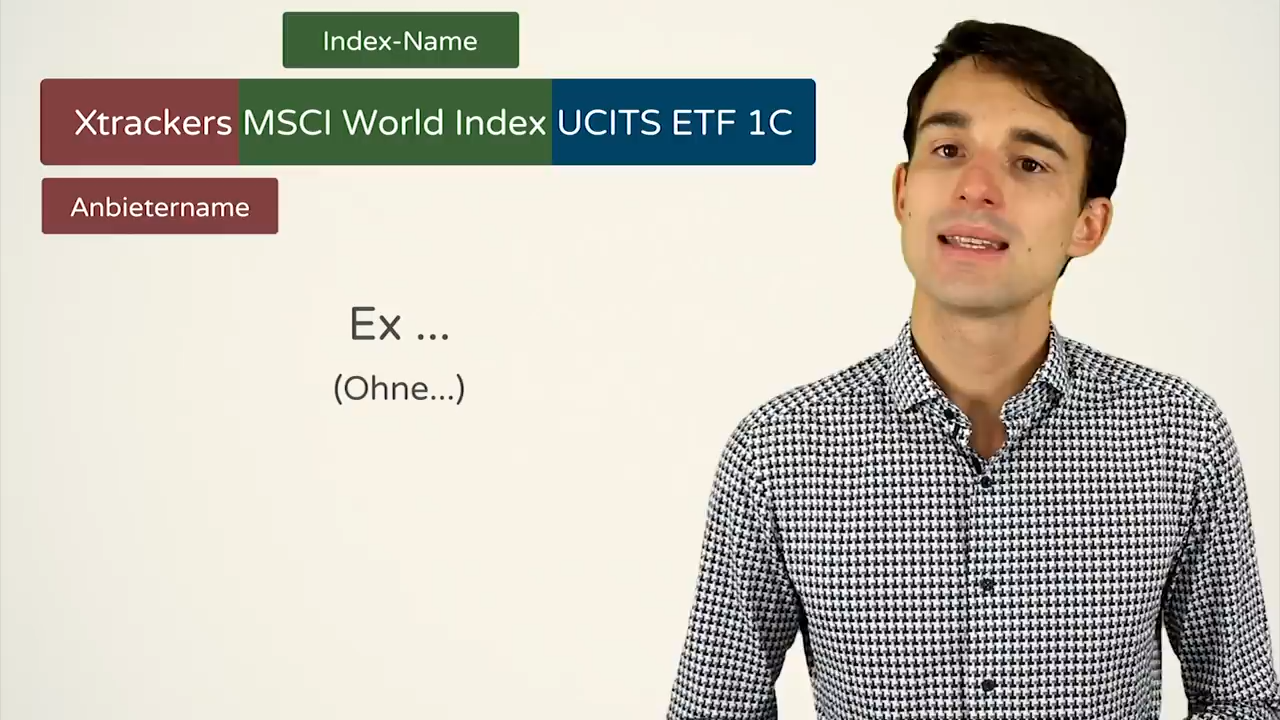 Index-Name
Xtrackers MSCI World Index UCITS ETF 1C
Anbietername
Ex ...
(Ohne...)